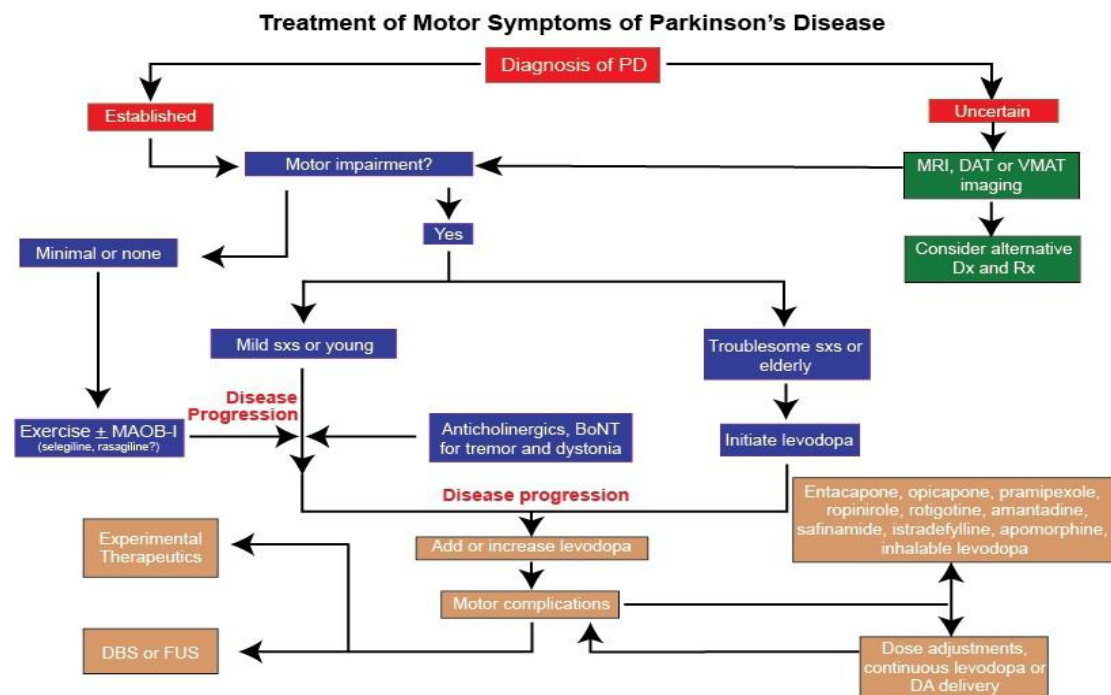 Treatment of Motor Symptoms of Parkinson's Disease
Diagnosis of PD
Established
Uncertain
Motor impairment?
MRI, DAT or VMAT
imaging
Yes
Minimal or none
Consider alternative
Dx and Rx
Mild sxs or young
Troublesome sxs or
elderly
Disease
Progression
Exercise ± MAOB-I
(selegiline, rasagiline?)
Anticholinergics, BoNT
for tremor and dystonia
Initiate levodopa
Disease progression
Entacapone, opicapone, pramipexole,
ropinirole, rotigotine, amantadine,
safinamide, istradefylline, apomorphine,
inhalable levodopa
Experimental
Therapeutics
Add or increase levodopa
Motor complications
DBS or FUS
Dose adjustments,
continuous levodopa or
DA delivery